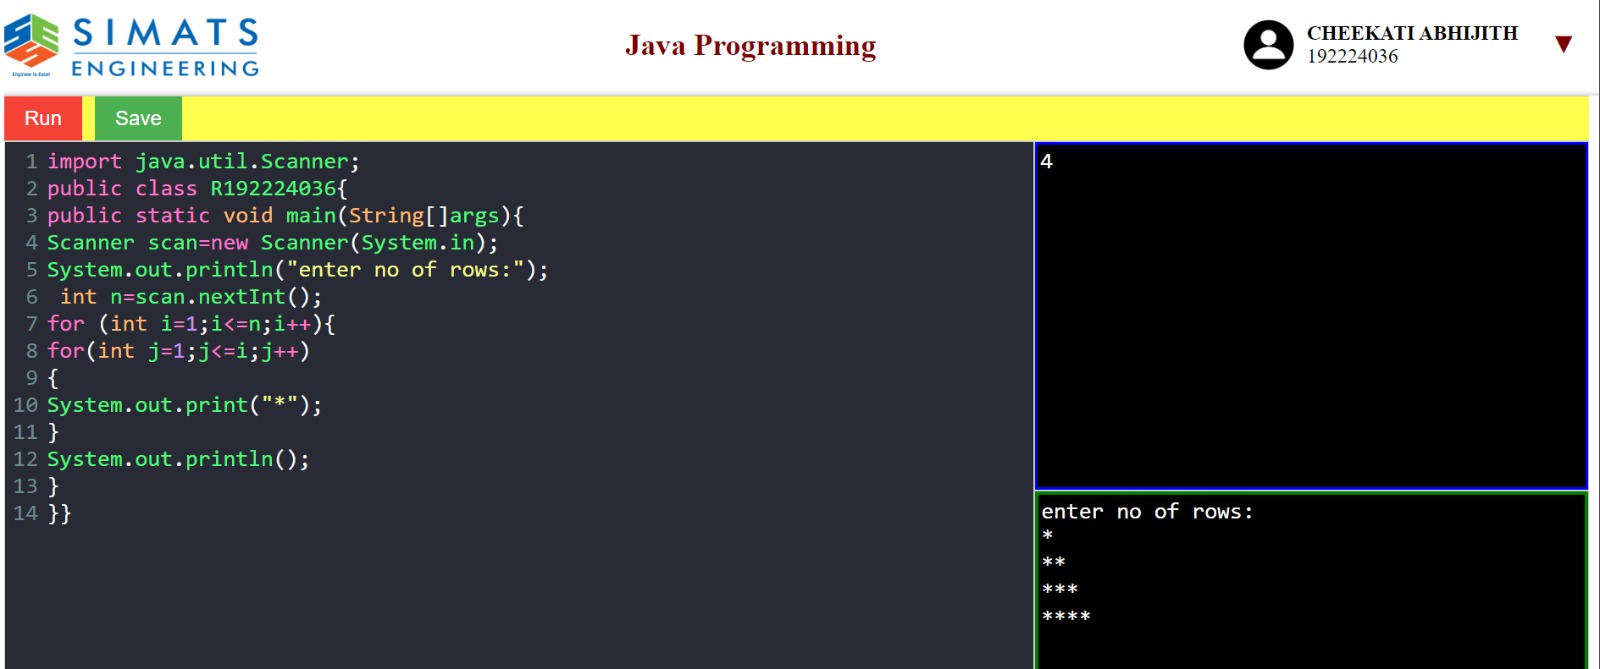 SIMATS
ENGINEERING
Engineer to Excel
Java Programming
CHEEKATI ABHIJITH
192224036
Run
Save
1 import java.util.Scanner;
2 public class R192224036{
3 public static void main(String[]args){
4 Scanner scan=new Scanner(System.in);
5 System.out.println("enter no of rows:");
6  int n=scan.nextInt();
7 for (int i=1;i<=n;i++){
8 for(int j=1;j<=i;j++)
9 {
10 System.out.print("*");
11 }
12 System.out.println();
13 }
14 }}
4
enter no of rows:
*
**
***
****